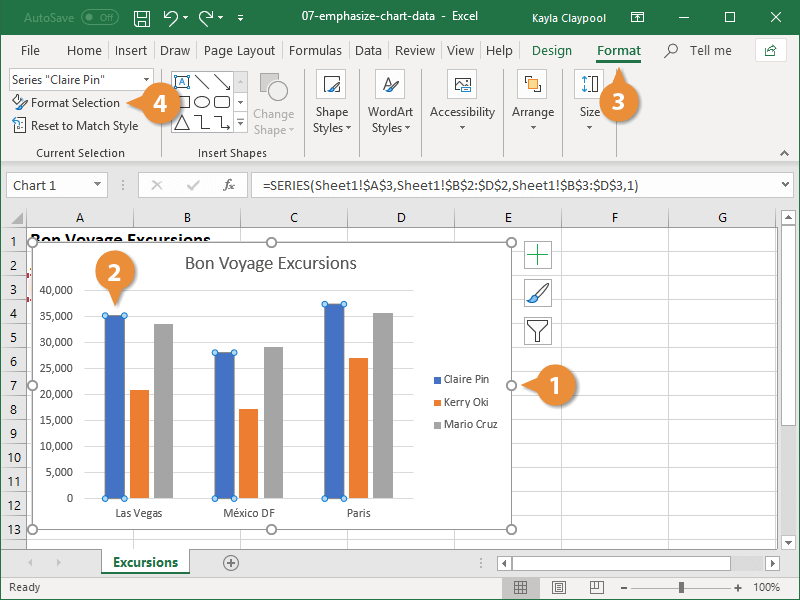 AutoSave Off 07-emphasize-chart-data - Excel Kayla Claypool
File Home Insert Draw Page Layout Formulas Data Review View Help Design Format Tell me
Series "Claire Pin"
Format Selection
Reset to Match Style
Current Selection
4
A
Insert Shapes
Change
Shape
Shape
Styles
WordArt
Styles
Accessibility
Arrange
Size
3
Chart 1 fx =SERIES(Sheet1!$A$3,Sheet1!$B$2:$D$2,Sheet1!$B$3:$D$3,1)
A B C D E F G
1 Bon Voyage Excursions
2
3
4
5
6
7
8
9
10
11
12
13
Bon Voyage Excursions
2
40,000
35,000
30,000
25,000
20,000
15,000
10,000
5,000
0
Las Vegas México DF Paris
Claire Pin
Kerry Oki
Mario Cruz
1
Excursions
Ready 100%